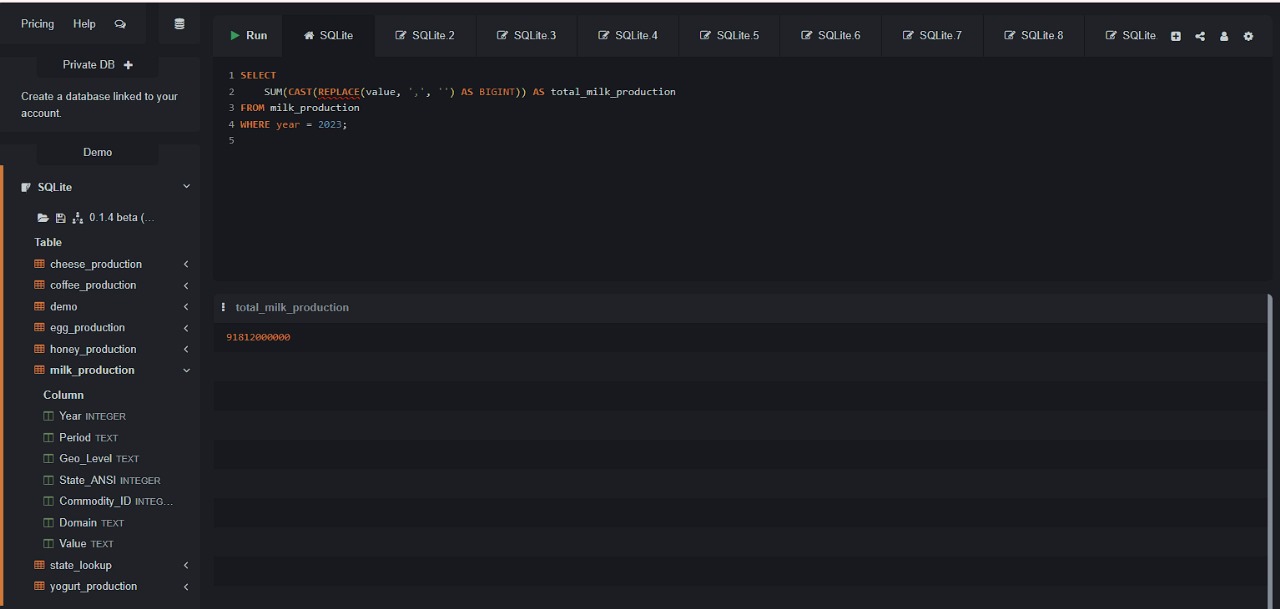 Pricing Help
Run SQLite SQLite 2 SQLite.3 SQLite.4 SQLite.5 SQLite.6 SQLite.7 SQLite.8 SQLite
Private DB
Create a database linked to your
account.
Demo
SQLite
0.1.4 beta (...
Table
cheese_production
coffee_production
demo
egg_production
honey_production
milk_production
Column
Year INTEGER
Period TEXT
Geo_Level TEXT
State_ANSI INTEGER
Commodity_ID INTEG...
Domain TEXT
Value TEXT
state_lookup
yogurt_production
1 SELECT
2 SUM(CAST(REPLACE(value, ',', '') AS BIGINT)) AS total_milk_production
3 FROM milk_production
4 WHERE year = 2023;
5
total_milk_production
91812000000